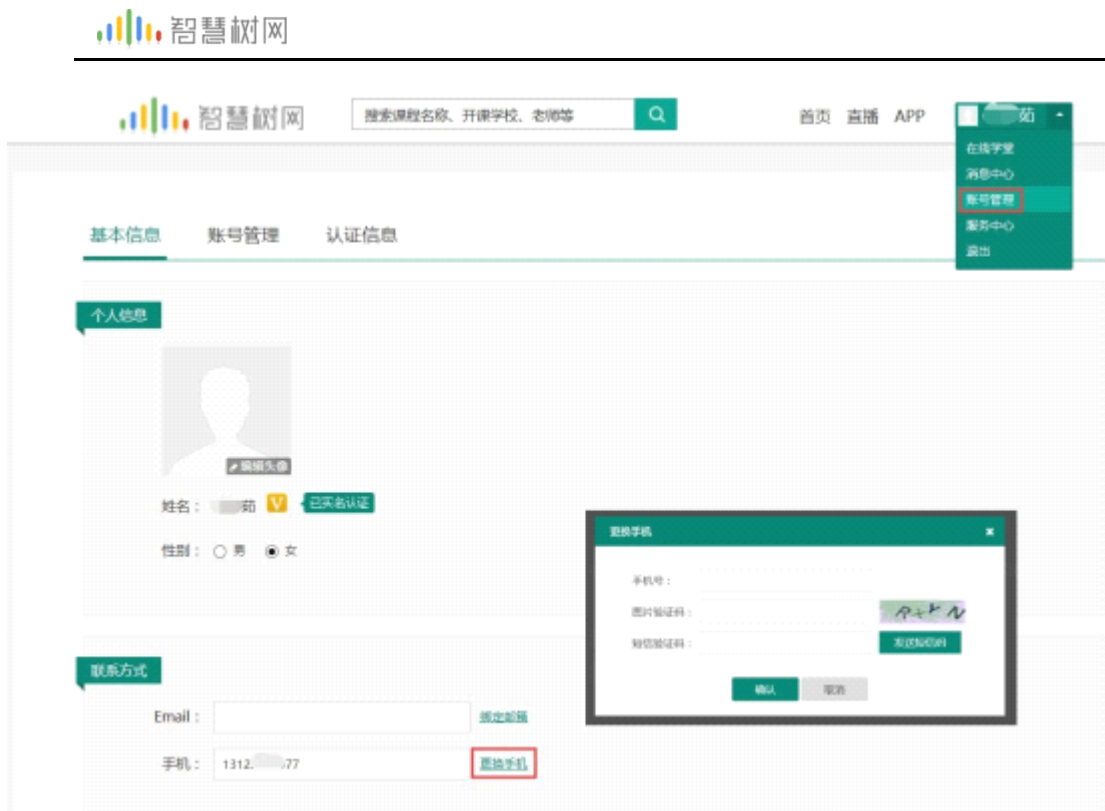 智慧树网
智慧树网 搜索课程名称、开课学校、老师等 首页 直播 APP 茹
在线学堂
消息中心
账号管理
服务中心
退出
基本信息 账号管理 认证信息
个人信息
编辑头像
姓名： 茹 V 已实名认证
性别： 男 女
更换手机
手机号：
图片验证码：
短信验证码： 发送短信码
确认 取消
联系方式
Email： 绑定邮箱
手机： 1312 77 更换手机